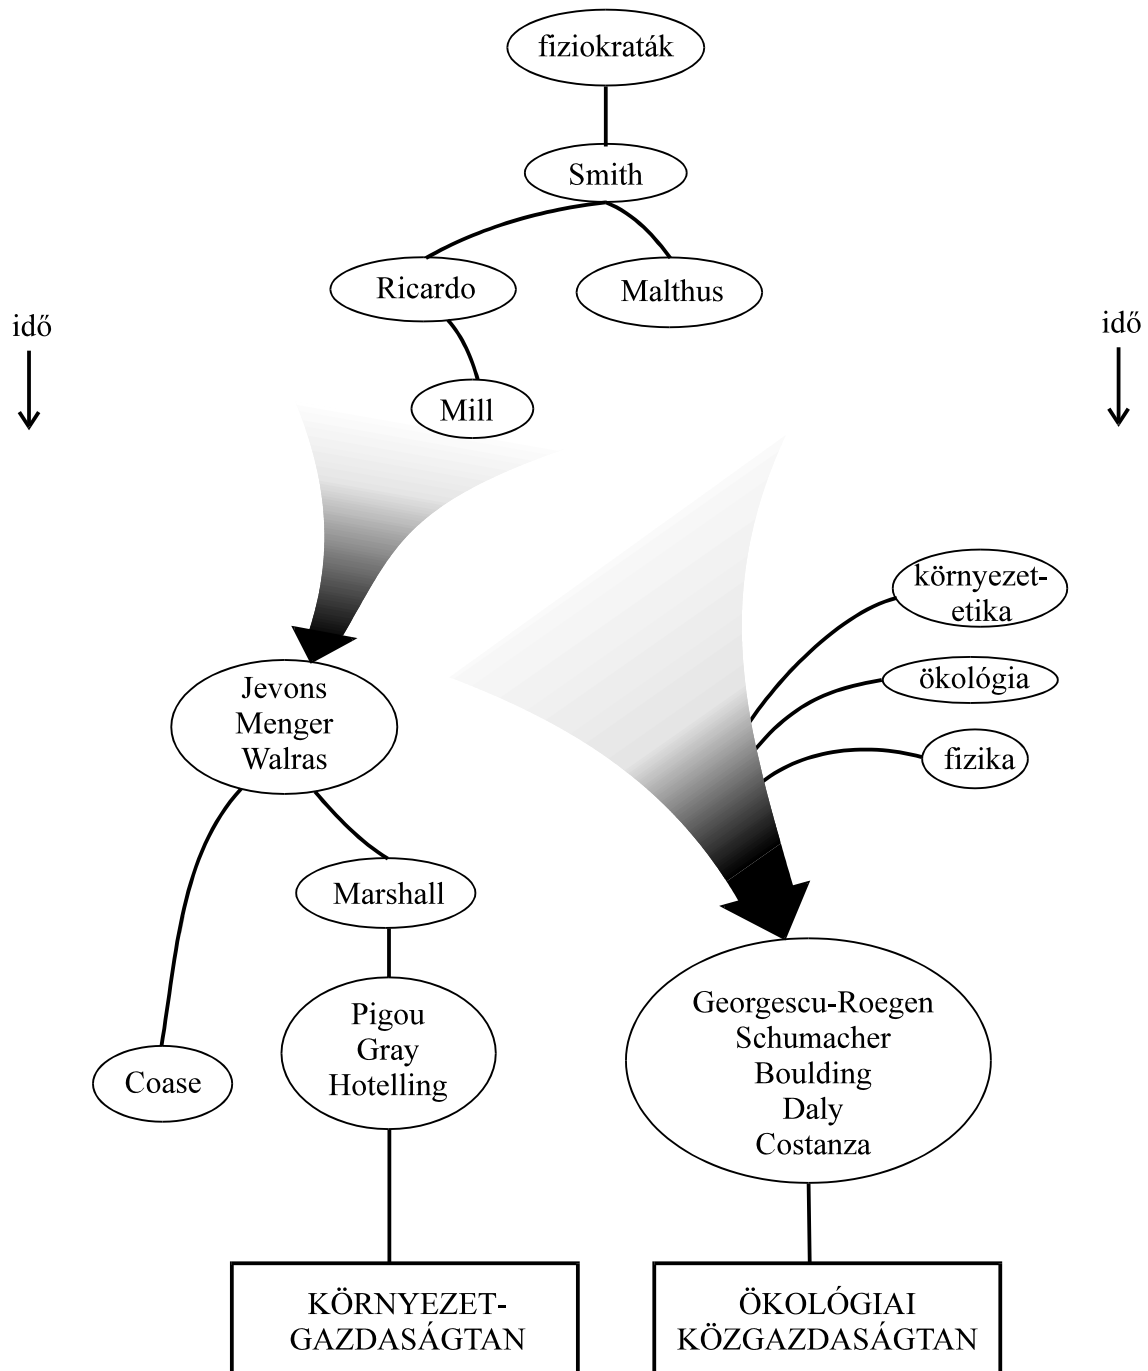 fiziokraták
Smith
Ricardo
Malthus
idő
idő
Mill
környezet-
etika
ökológia
fizika
Jevons
Menger
Walras
Marshall
Pigou
Gray
Hotelling
Coase
Georgescu-Roegen
Schumacher
Boulding
Daly
Costanza
KÖRNYEZET-
GAZDASÁGTAN
ÖKOLÓGIAI
KÖZGAZDASÁGTAN